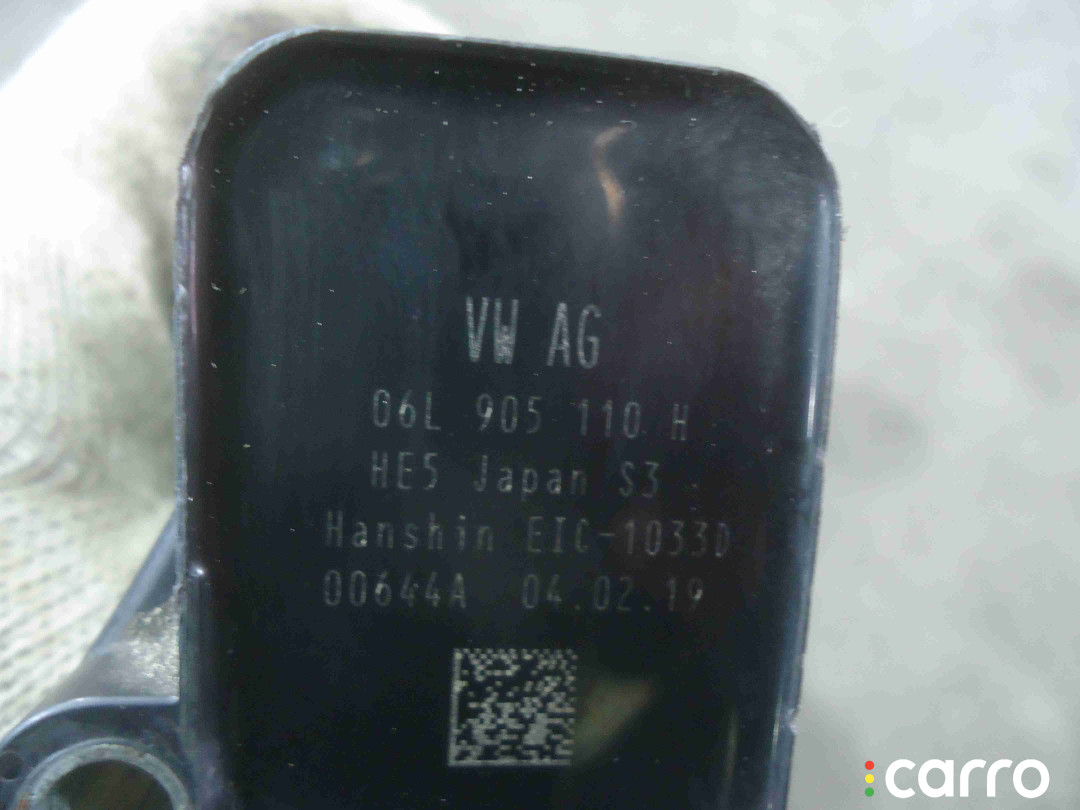 VW AG
06L 905 110 H
HE5 Japan S3
Hanshin EIC-1033D
00644A 04.02.19
carro